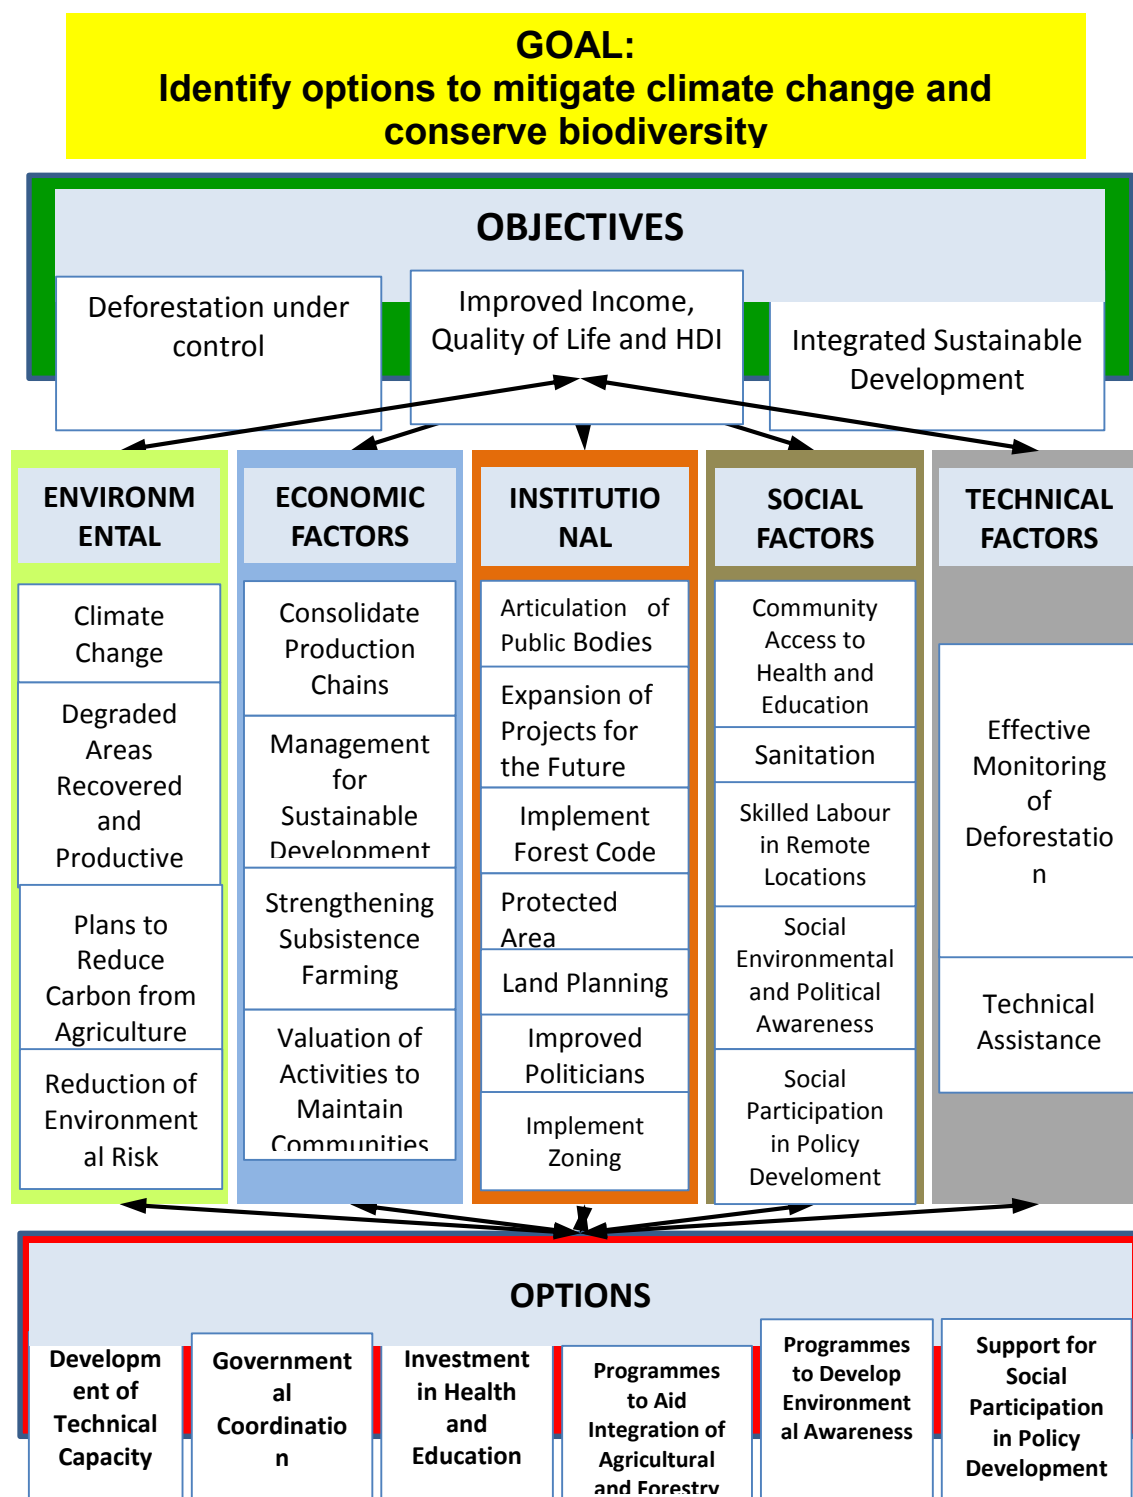 GOAL:
Identify options to mitigate climate change and
conserve biodiversity
OBJECTIVES
Deforestation under
control
Improved Income,
Quality of Life and HDI
Integrated Sustainable
Development
ENVIRONM
ENTAL
Climate
Change
Degraded
Areas
Recovered
and
Productive
Plans to
Reduce
Carbon from
Agriculture
Reduction of
Environment
al Risk
ECONOMIC
FACTORS
Consolidate
Production
Chains
Management
for
Sustainable
Development
Strengthening
Subsistence
Farming
Valuation of
Activities to
Maintain
Communities
INSTITUTIO
NAL
Articulation of
Public Bodies
Expansion of
Projects for
the Future
Implement
Forest Code
Protected
Area
Land Planning
Improved
Politicians
Implement
Zoning
SOCIAL
FACTORS
Community
Access to
Health and
Education
Sanitation
Skilled Labour
in Remote
Locations
Social
Environmental
and Political
Awareness
Social
Participation
in Policy
Develoment
TECHNICAL
FACTORS
Effective
Monitoring
of
Deforestatio
n
Technical
Assistance
OPTIONS
Developm
ent of
Technical
Capacity
Government
al
Coordinatio
n
Investment
in Health
and
Education
Programmes
to Aid
Integration of
Agricultural
and Forestry
Programmes
to Develop
Environment
al Awareness
Support for
Social
Participation
in Policy
Development